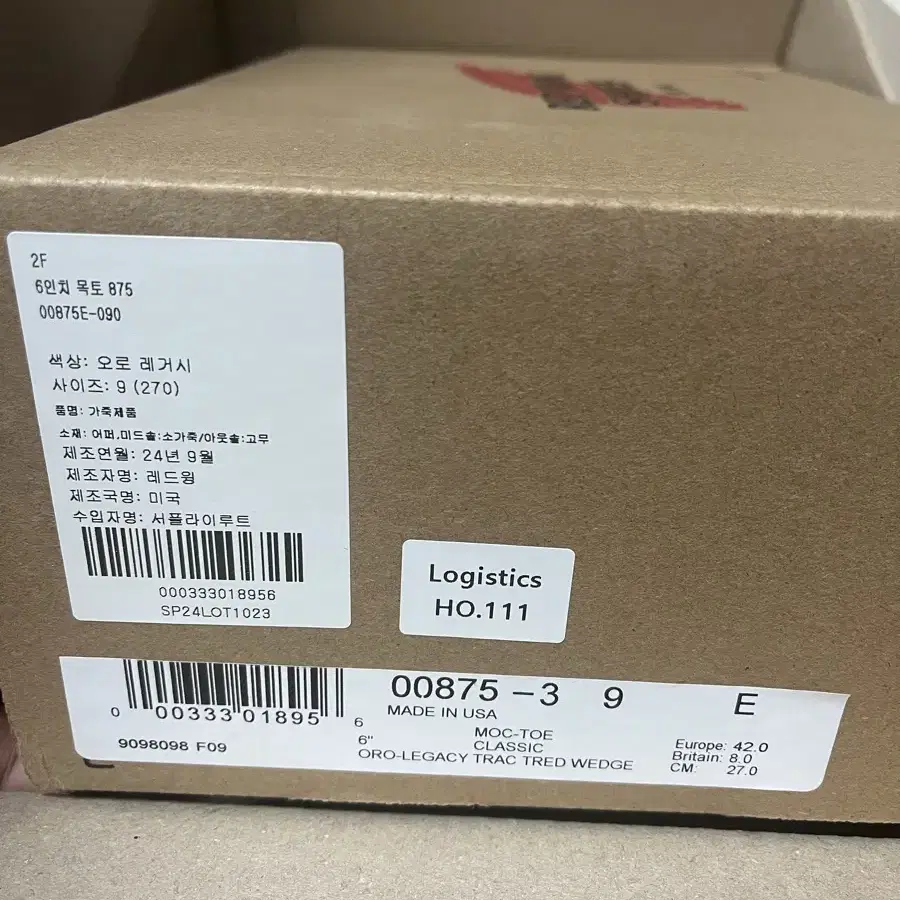 2F
6인치 목토 875
00875E-090
색상: 오로 레거시
사이즈: 9 (270)
품명: 가죽제품
소재: 어퍼,미드솔:소가죽/아웃솔:고무
제조연월: 24년 9월
제조자명: 레드윙
제조국명: 미국
수입자명: 서플라이루트
000333018956
SP24LOT1023
Logistics
HO.111
0 00333 01895 6
9098098 F09
00875 -3 9 E
MADE IN USA
MOC-TOE
6" CLASSIC
ORO-LEGACY TRAC TRED WEDGE
Europe: 42.0
Britain: 8.0
CM: 27.0